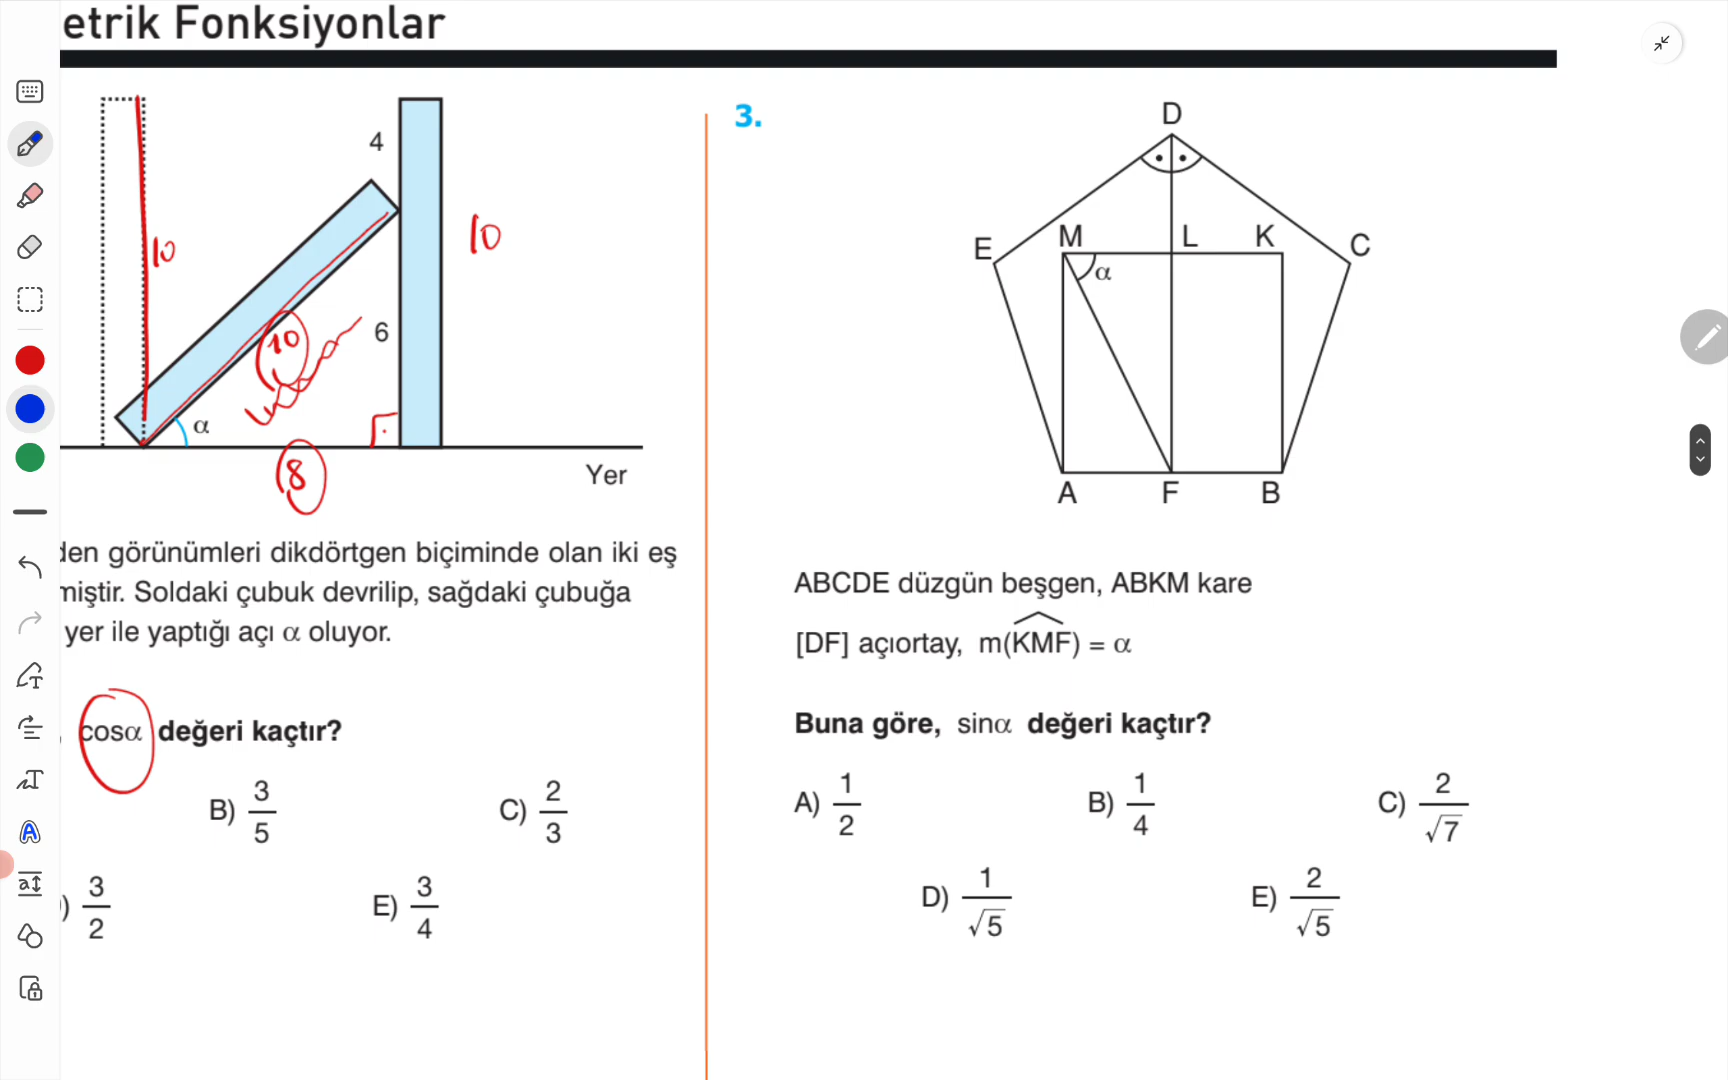 etrik Fonksiyonlar
4
10
10
10
6
α
8
Yer
den görünümleri dikdörtgen biçiminde olan iki eş
miştir. Soldaki çubuk devrilip, sağdaki çubuğa
yer ile yaptığı açı α oluyor.
cosα değeri kaçtır?
B) 3/5 C) 2/3
) 3/2 E) 3/4
3.
D
E M L K C
α
A F B
ABCDE düzgün beşgen, ABKM kare
[DF] açıortay, m(KMF) = α
Buna göre, sinα değeri kaçtır?
A) 1/2 B) 1/4 C) 2/√7
D) 1/√5 E) 2/√5